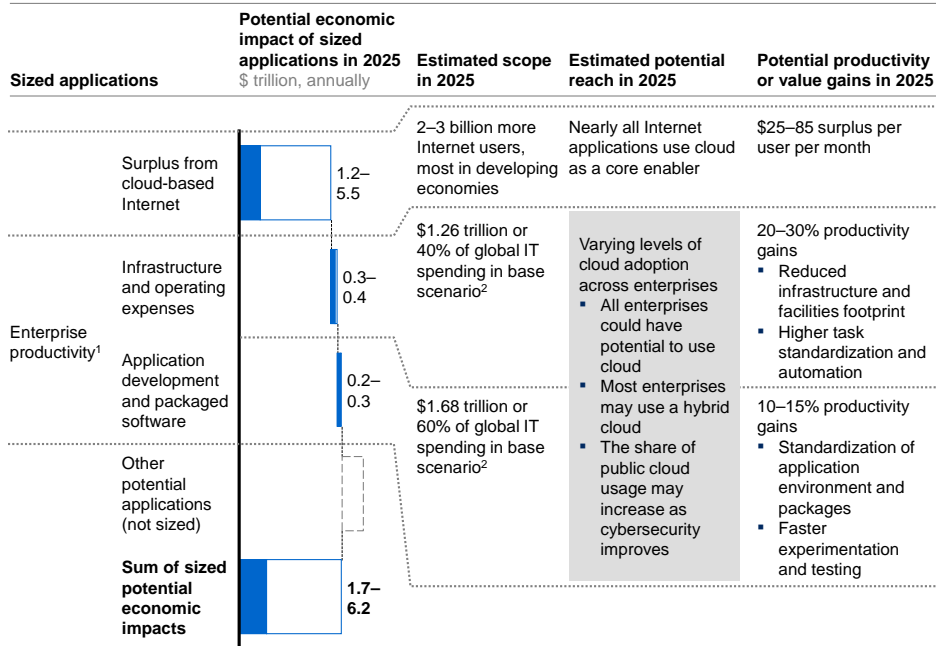 Sized applications
Potential economic
impact of sized
applications in 2025
$ trillion, annually
Estimated scope
in 2025
Estimated potential
reach in 2025
Potential productivity
or value gains in 2025
Surplus from
cloud-based
Internet
1.2–
5.5
2–3 billion more
Internet users,
most in developing
economies
Nearly all Internet
applications use cloud
as a core enabler
$25–85 surplus per
user per month
Enterprise
productivity1
Infrastructure
and operating
expenses
0.3–
0.4
$1.26 trillion or
40% of global IT
spending in base
scenario2
Varying levels of
cloud adoption
across enterprises
▪ All enterprises
could have
potential to use
cloud
▪ Most enterprises
may use a hybrid
cloud
▪ The share of
public cloud
usage may
increase as
cybersecurity
improves
20–30% productivity
gains
▪ Reduced
infrastructure and
facilities footprint
▪ Higher task
standardization and
automation
Application
development
and packaged
software
0.2–
0.3
$1.68 trillion or
60% of global IT
spending in base
scenario2
10–15% productivity
gains
▪ Standardization of
application
environment and
packages
▪ Faster
experimentation
and testing
Other
potential
applications
(not sized)
Sum of sized
potential
economic
impacts
1.7–
6.2